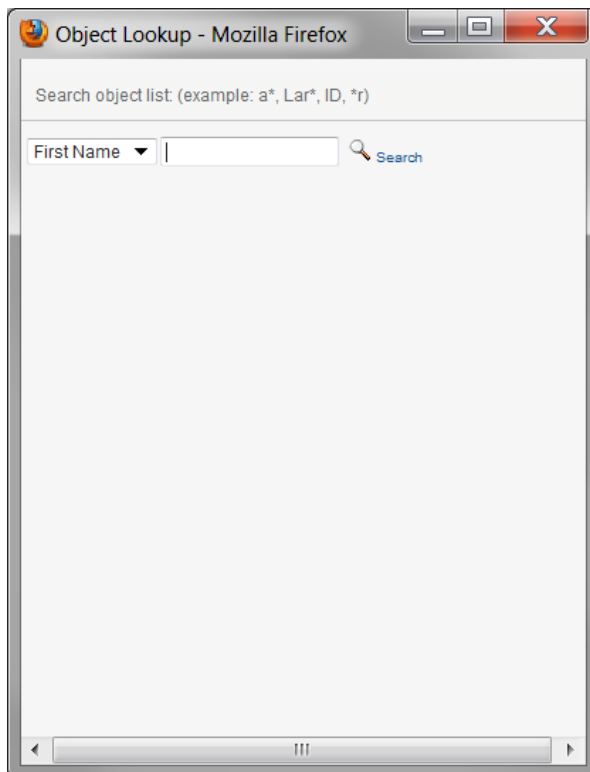 Object Lookup - Mozilla Firefox
Search object list: (example: a*, Lar*, ID, *r)
First Name Search